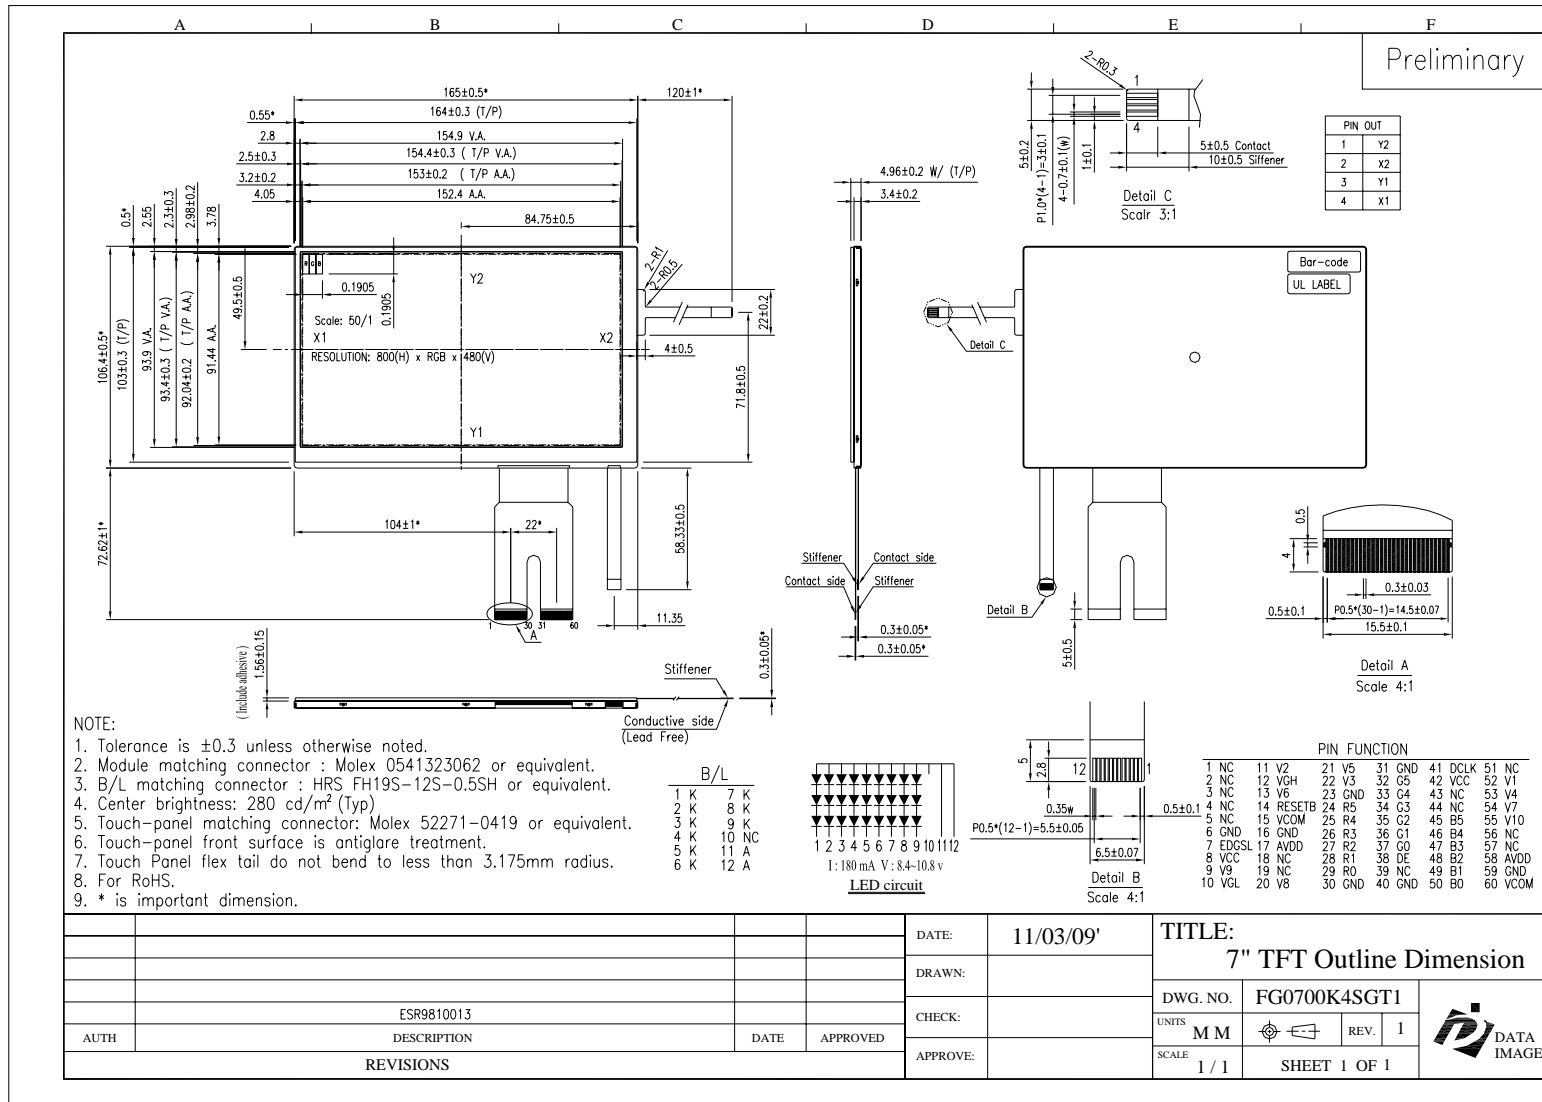 A B C D E F
Preliminary
165±0.5*
120±1*
164±0.3 (T/P)
0.55*
2.8
154.9 V.A.
2.5±0.3
154.4±0.3 ( T/P V.A.)
3.2±0.2
153±0.2 ( T/P A.A.)
4.05
152.4 A.A.
84.75±0.5
0.5*
2.55
2.3±0.3
2.98±0.2
3.78
106.4±0.5*
103±0.3 (T/P)
93.9 V.A.
93.4±0.3 ( T/P V.A.)
92.04±0.2 ( T/P A.A.)
91.44 A.A.
49.5±0.5
R G B
0.1905
0.1905
Scale: 50/1
Y2
X1
X2
RESOLUTION: 800(H) x RGB x 480(V)
Y1
2-R1
2-R0.5
22±0.2
4±0.5
71.8±0.5
72.62±1*
104±1*
22*
58.33±0.5
11.35
1 30 31 60
A
4.96±0.2 W/ (T/P)
3.4±0.2
Stiffener
Contact side
Contact side
Stiffener
0.3±0.05*
0.3±0.05*
2-R0.3
1
4
5±0.2
P1.0*(4-1)=3±0.1
4-0.7±0.1(w)
1±0.1
5±0.5 Contact
10±0.5 Siffener
Detail C
Scalr 3:1
PIN OUT
1 Y2
2 X2
3 Y1
4 X1
Bar-code
UL LABEL
Detail C
Detail B
5±0.5
0.5
4
0.3±0.03
0.5±0.1
P0.5*(30-1)=14.5±0.07
15.5±0.1
Detail A
Scale 4:1
1.56±0.15
( Include adhesive )
Stiffener
0.3±0.05*
Conductive side
(Lead Free)
NOTE:
1. Tolerance is ±0.3 unless otherwise noted.
2. Module matching connector : Molex 0541323062 or equivalent.
3. B/L matching connector : HRS FH19S-12S-0.5SH or equivalent.
4. Center brightness: 280 cd/m² (Typ)
5. Touch-panel matching connector: Molex 52271-0419 or equivalent.
6. Touch-panel front surface is antiglare treatment.
7. Touch Panel flex tail do not bend to less than 3.175mm radius.
8. For RoHS.
9. * is important dimension.
B/L
1 K 7 K
2 K 8 K
3 K 9 K
4 K 10 NC
5 K 11 A
6 K 12 A
1 2 3 4 5 6 7 8 9 10 11 12
I : 180 mA V : 8.4~10.8 v
LED circuit
5
2.8
12
1
0.35w
0.5±0.1
P0.5*(12-1)=5.5±0.05
6.5±0.07
Detail B
Scale 4:1
PIN FUNCTION
1 NC 11 V2 21 V5 31 GND 41 DCLK 51 NC
2 NC 12 VGH 22 V3 32 G5 42 VCC 52 V1
3 NC 13 V6 23 GND 33 G4 43 NC 53 V4
4 NC 14 RESETB 24 R5 34 G3 44 NC 54 V7
5 NC 15 VCOM 25 R4 35 G2 45 B5 55 V10
6 GND 16 GND 26 R3 36 G1 46 B4 56 NC
7 EDGSL 17 AVDD 27 R2 37 G0 47 B3 57 NC
8 VCC 18 NC 28 R1 38 DE 48 B2 58 AVDD
9 V9 19 NC 29 R0 39 NC 49 B1 59 GND
10 VGL 20 V8 30 GND 40 GND 50 B0 60 VCOM
ESR9810013
AUTH DESCRIPTION DATE APPROVED
REVISIONS
DATE: 11/03/09'
DRAWN:
CHECK:
APPROVE:
TITLE:
7" TFT Outline Dimension
DWG. NO. FG0700K4SGT1
UNITS M M REV. 1
SCALE 1 / 1 SHEET 1 OF 1
DATA
IMAGE